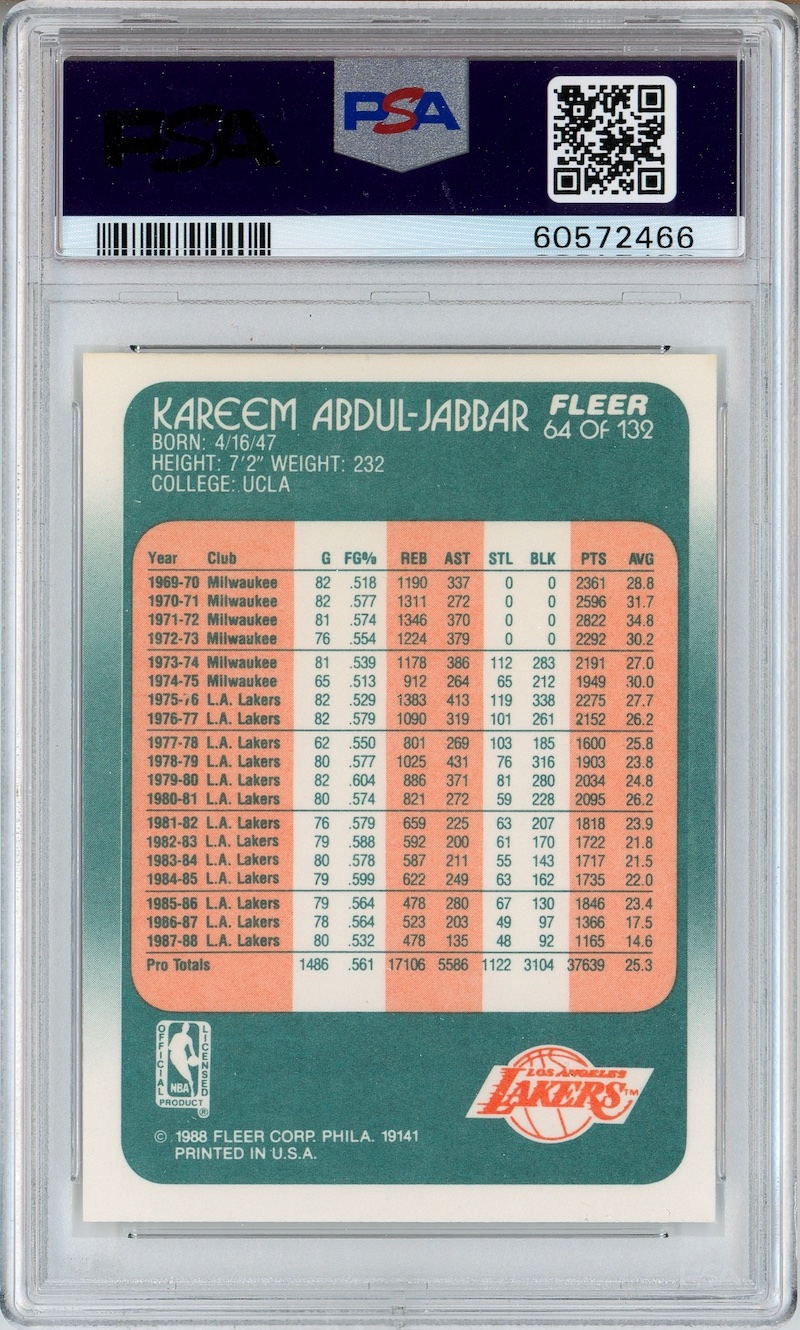 PSA PSA
60572466
KAREEM ABDUL-JABBAR FLEER
BORN: 4/16/47 64 OF 132
HEIGHT: 7'2" WEIGHT: 232
COLLEGE: UCLA
Year Club G FG% REB AST STL BLK PTS AVG
1969-70 Milwaukee 82 .518 1190 337 0 0 2361 28.8
1970-71 Milwaukee 82 .577 1311 272 0 0 2596 31.7
1971-72 Milwaukee 81 .574 1346 370 0 0 2822 34.8
1972-73 Milwaukee 76 .554 1224 379 0 0 2292 30.2
1973-74 Milwaukee 81 .539 1178 386 112 283 2191 27.0
1974-75 Milwaukee 65 .513 912 264 65 212 1949 30.0
1975-76 L.A. Lakers 82 .529 1383 413 119 338 2275 27.7
1976-77 L.A. Lakers 82 .579 1090 319 101 261 2152 26.2
1977-78 L.A. Lakers 62 .550 801 269 103 185 1600 25.8
1978-79 L.A. Lakers 80 .577 1025 431 76 316 1903 23.8
1979-80 L.A. Lakers 82 .604 886 371 81 280 2034 24.8
1980-81 L.A. Lakers 80 .574 821 272 59 228 2095 26.2
1981-82 L.A. Lakers 76 .579 659 225 63 207 1818 23.9
1982-83 L.A. Lakers 79 .588 592 200 61 170 1722 21.8
1983-84 L.A. Lakers 80 .578 587 211 55 143 1717 21.5
1984-85 L.A. Lakers 79 .599 622 249 63 162 1735 22.0
1985-86 L.A. Lakers 79 .564 478 280 67 130 1846 23.4
1986-87 L.A. Lakers 78 .564 523 203 49 97 1366 17.5
1987-88 L.A. Lakers 80 .532 478 135 48 92 1165 14.6
Pro Totals 1486 .561 17106 5586 1122 3104 37639 25.3
OFFICIAL
NBA
LICENSED
PRODUCT ®
LOS ANGELES
LAKERS™
© 1988 FLEER CORP. PHILA. 19141
PRINTED IN U.S.A.